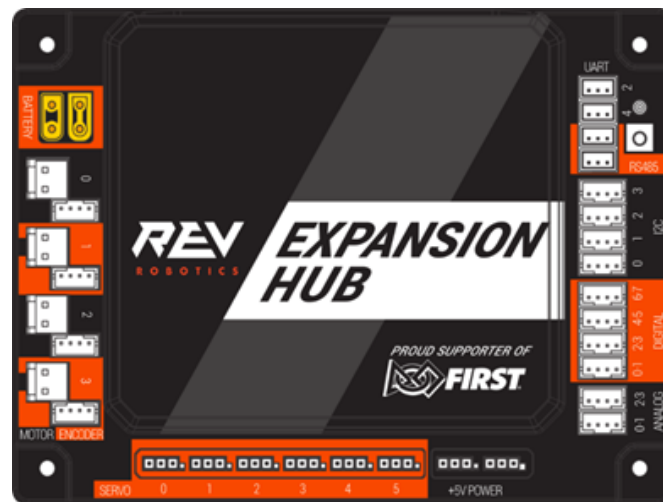 UART
2
4
RS485
BATTERY
0
1
2
3
MOTOR ENCODER
REV
ROBOTICS
EXPANSION
HUB
PROUD SUPPORTER OF
FIRST
3
2
1
0
I2C
67
45
23
01
DIGITAL
23
01
ANALOG
SERVO 0 1 2 3 4 5
+5V POWER